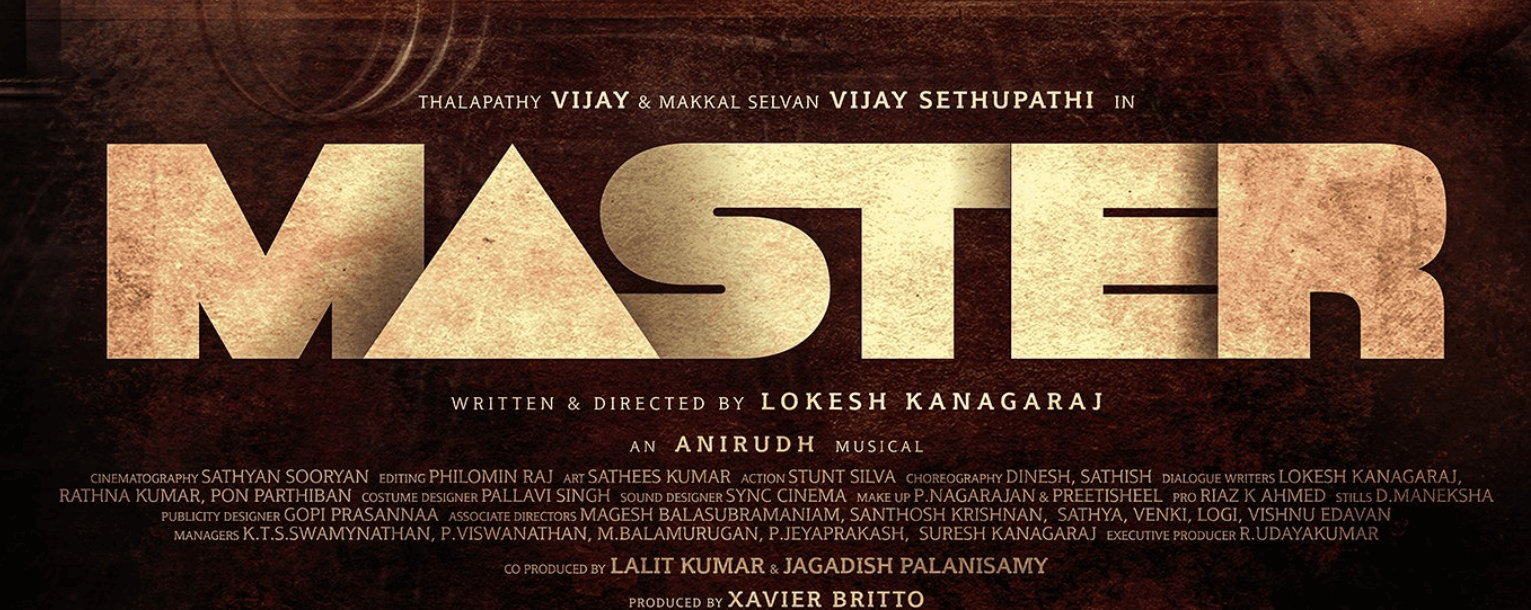 THALAPATHY VIJAY & MAKKAL SELVAN VIJAY SETHUPATHI IN
MASTER
WRITTEN & DIRECTED BY LOKESH KANAGARAJ
AN ANIRUDH MUSICAL
CINEMATOGRAPHY SATHYAN SOORYAN EDITING PHILOMIN RAJ ART SATHEES KUMAR ACTION STUNT SILVA CHOREOGRAPHY DINESH, SATHISH DIALOGUE WRITERS LOKESH KANAGARAJ,
RATHNA KUMAR, PON PARTHIBAN COSTUME DESIGNER PALLAVI SINGH SOUND DESIGNER SYNC CINEMA MAKE UP P.NAGARAJAN & PREETISHEEL PRO RIAZ K AHMED STILLS D.MANEKSHA
PUBLICITY DESIGNER GOPI PRASANNAA ASSOCIATE DIRECTORS MAGESH BALASUBRAMANIAM, SANTHOSH KRISHNAN, SATHYA, VENKI, LOGI, VISHNU EDAVAN
MANAGERS K.T.S.SWAMYNATHAN, P.VISWANATHAN, M.BALAMURUGAN, P.JEYAPRAKASH, SURESH KANAGARAJ EXECUTIVE PRODUCER R.UDAYAKUMAR
CO PRODUCED BY LALIT KUMAR & JAGADISH PALANISAMY
PRODUCED BY XAVIER BRITTO